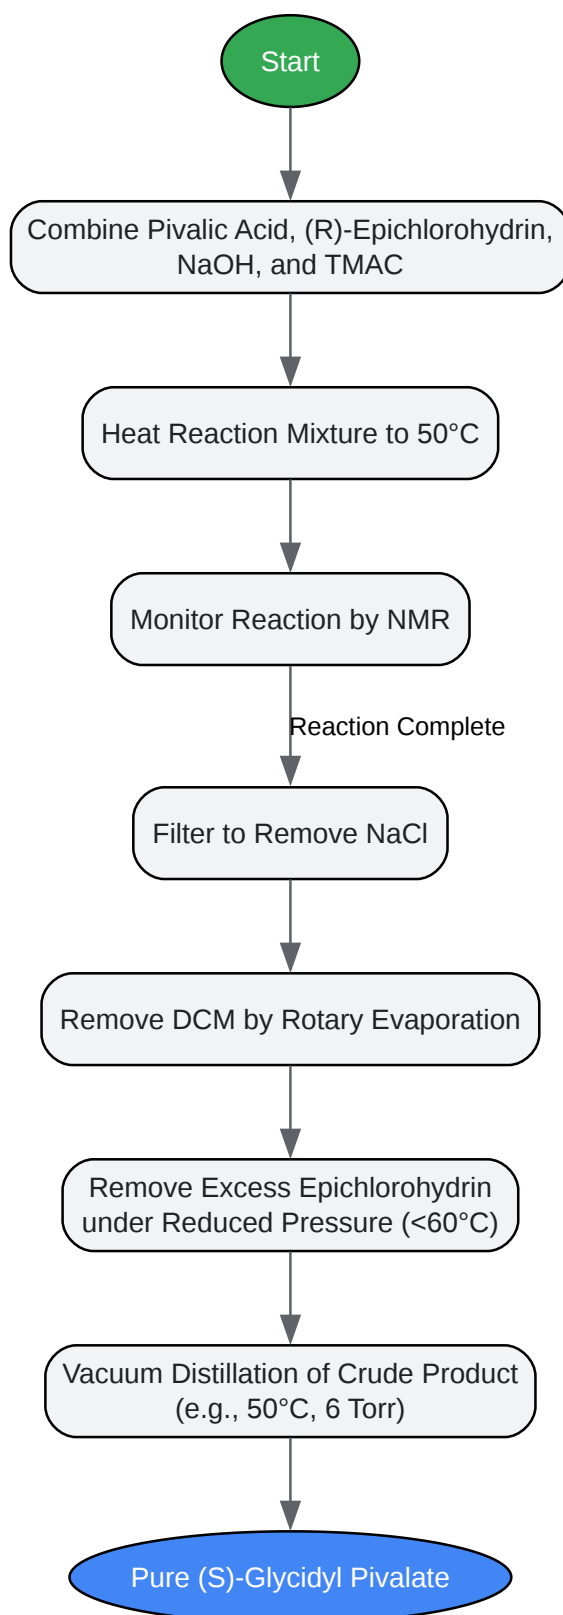 Start
Combine Pivalic Acid, (R)-Epichlorohydrin,
NaOH, and TMAC
Heat Reaction Mixture to 50°C
Monitor Reaction by NMR
Reaction Complete
Filter to Remove NaCl
Remove DCM by Rotary Evaporation
Remove Excess Epichlorohydrin
under Reduced Pressure (<60°C)
Vacuum Distillation of Crude Product
(e.g., 50°C, 6 Torr)
Pure (S)-Glycidyl Pivalate